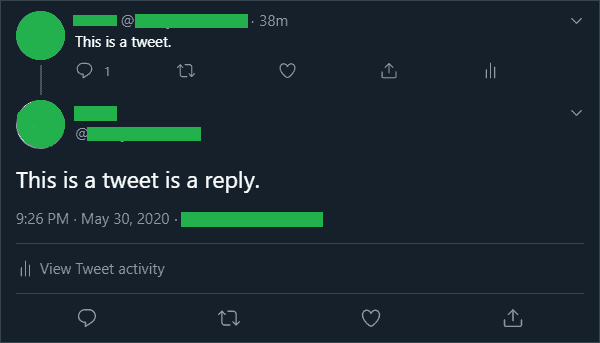 @ · 38m
This is a tweet.
1
@
This is a tweet is a reply.
9:26 PM · May 30, 2020 ·
View Tweet activity